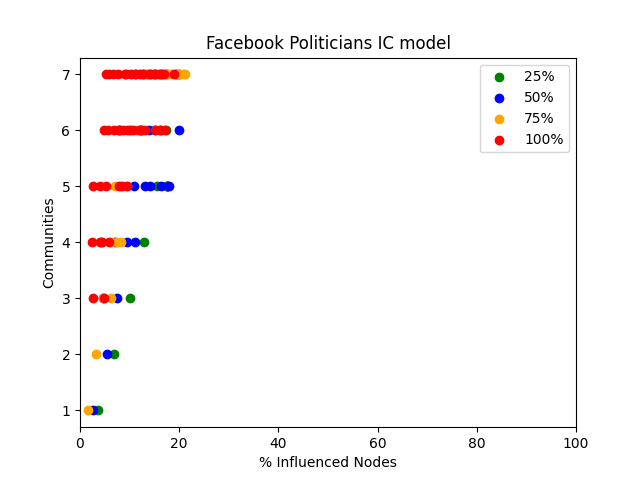 Facebook Politicians IC model
7
6
5
4
3
2
1
Communities
0 20 40 60 80 100
% Influenced Nodes
25%
50%
75%
100%